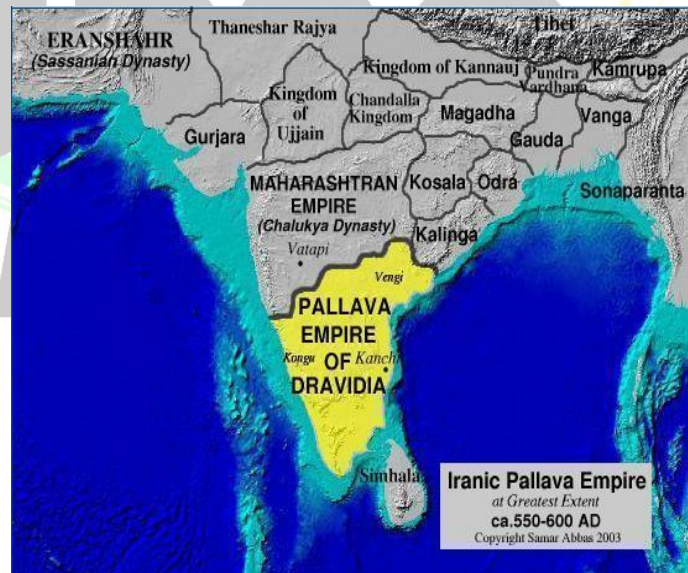 Thaneshar Rajya
Tibet
ERANSHAHR
(Sassanian Dynasty)
Kingdom of Kannauj
Pundra
Vardhana
Kamrupa
Kingdom
of
Ujjain
Chandalla
Kingdom
Magadha
Vanga
Gurjara
Gauda
MAHARASHTRAN
EMPIRE
(Chalukya Dynasty)
Kosala
Odra
Sonaparanta
Kalinga
Vatapi
Vengi
PALLAVA
EMPIRE
OF
DRAVIDIA
Kongu
Kanchi
Simhala
Iranic Pallava Empire
at Greatest Extent
ca.550-600 AD
Copyright Samar Abbas 2003